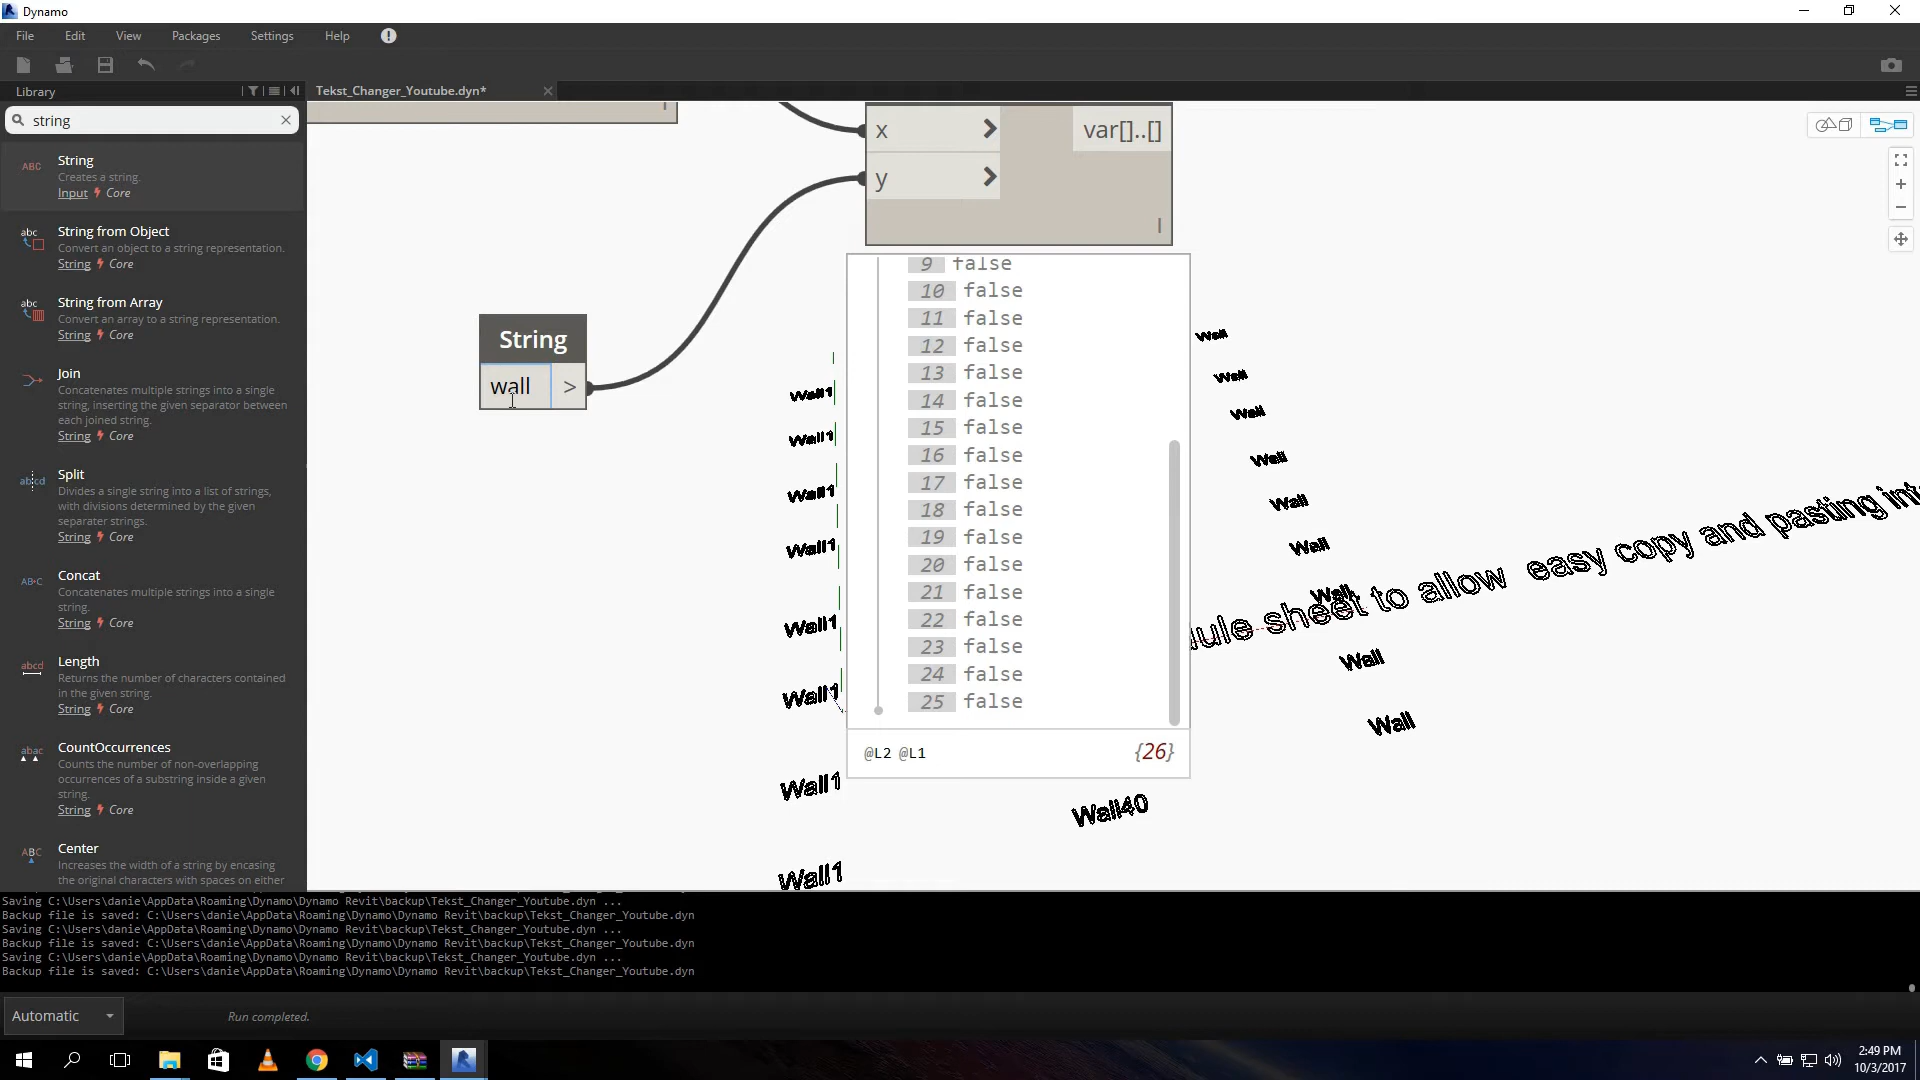 Dynamo
File Edit View Packages Settings Help
Library
Tekst_Changer_Youtube.dyn*
string
ABC String
Creates a string.
Input Core
abc String from Object
Convert an object to a string representation.
String Core
abc String from Array
Convert an array to a string representation.
String Core
Join
Concatenates multiple strings into a single
string, inserting the given separator between
each joined string.
String Core
abcd Split
Divides a single string into a list of strings,
with divisions determined by the given
separater strings.
String Core
Concat
Concatenates multiple strings into a single
string.
String Core
abcd Length
Returns the number of characters contained
in the given string.
String Core
abac CountOccurrences
Counts the number of non-overlapping
occurrences of a substring inside a given
string.
String Core
ABC Center
Increases the width of a string by encasing
the original characters with spaces on either
x > var[]..[]
y >
String
wall >
9 false
10 false
11 false
12 false
13 false
14 false
15 false
16 false
17 false
18 false
19 false
20 false
21 false
22 false
23 false
24 false
25 false
@L2 @L1 {26}
Wall1
Wall1
Wall1
Wall1
Wall1
Wall1
Wall1
Wall1
Wall
Wall
Wall
Wall
Wall
Wall
Wall
Wall
Wall
Wall40
sheet to allow easy copy and pasting
Saving C:\Users\danie\AppData\Roaming\Dynamo\Dynamo Revit\backup\Tekst_Changer_Youtube.dyn ...
Backup file is saved: C:\Users\danie\AppData\Roaming\Dynamo\Dynamo Revit\backup\Tekst_Changer_Youtube.dyn
Saving C:\Users\danie\AppData\Roaming\Dynamo\Dynamo Revit\backup\Tekst_Changer_Youtube.dyn ...
Backup file is saved: C:\Users\danie\AppData\Roaming\Dynamo\Dynamo Revit\backup\Tekst_Changer_Youtube.dyn
Saving C:\Users\danie\AppData\Roaming\Dynamo\Dynamo Revit\backup\Tekst_Changer_Youtube.dyn ...
Backup file is saved: C:\Users\danie\AppData\Roaming\Dynamo\Dynamo Revit\backup\Tekst_Changer_Youtube.dyn
Automatic
Run completed.
2:49 PM
10/3/2017